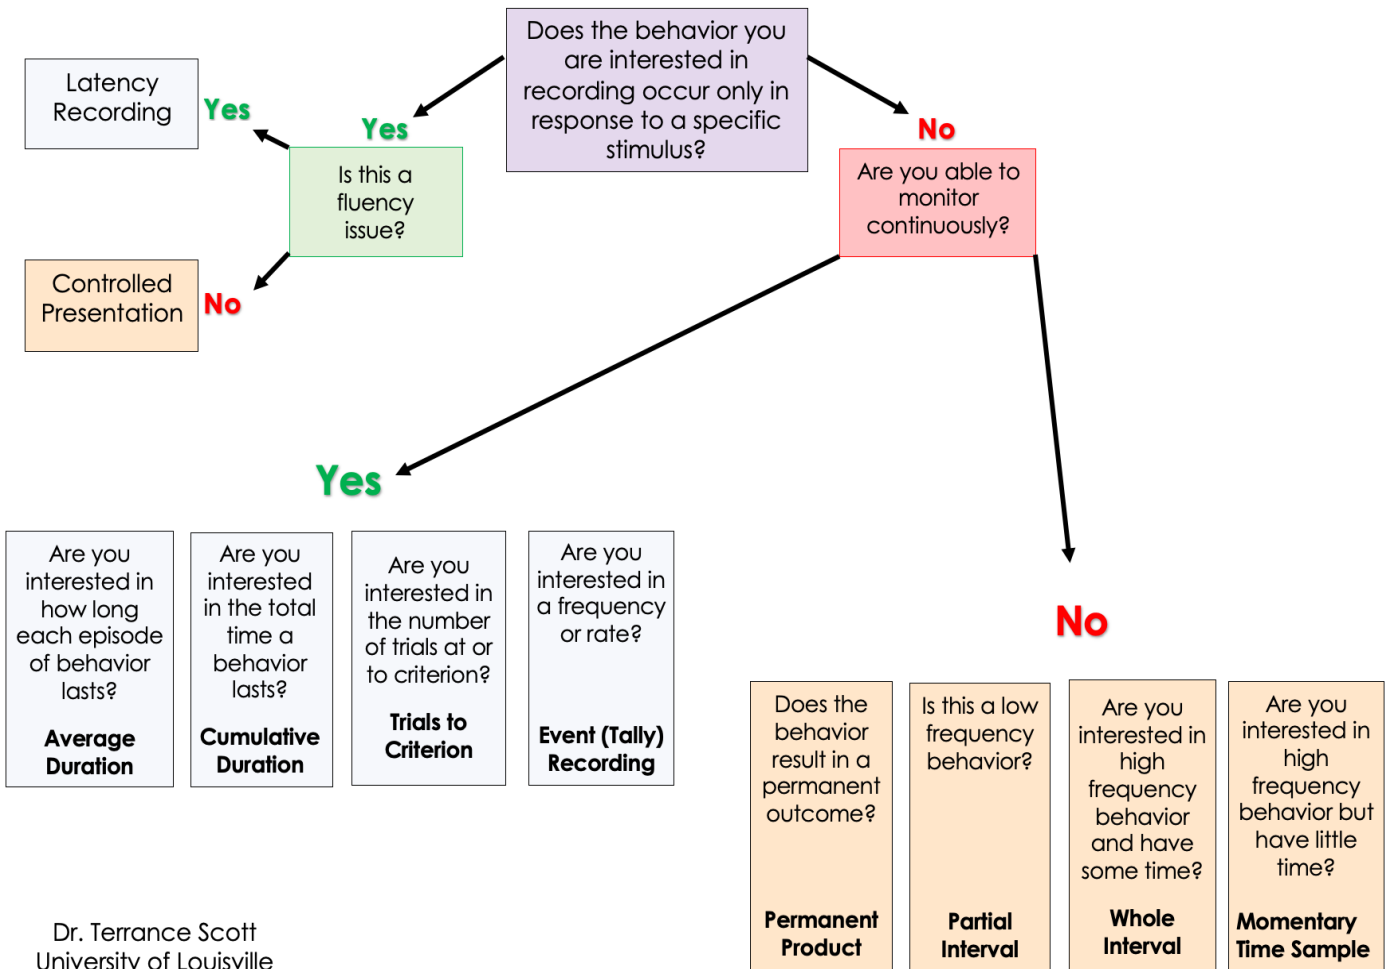 Does the behavior you
are interested in
recording occur only in
response to a specific
stimulus?
Latency
Recording
Yes
Yes
No
Is this a
fluency
issue?
Are you able to
monitor
continuously?
Controlled
Presentation
No
Yes
Are you
interested in
how long
each episode
of behavior
lasts?
Average
Duration
Are you
interested
in the total
time a
behavior
lasts?
Cumulative
Duration
Are you
interested in
the number
of trials at or
to criterion?
Trials to
Criterion
Are you
interested in
a frequency
or rate?
Event (Tally)
Recording
No
Does the
behavior
result in a
permanent
outcome?
Permanent
Product
Is this a low
frequency
behavior?
Partial
Interval
Are you
interested in
high
frequency
behavior
and have
some time?
Whole
Interval
Are you
interested in
high
frequency
behavior but
have little
time?
Momentary
Time Sample
Dr. Terrance Scott
University of Louisville